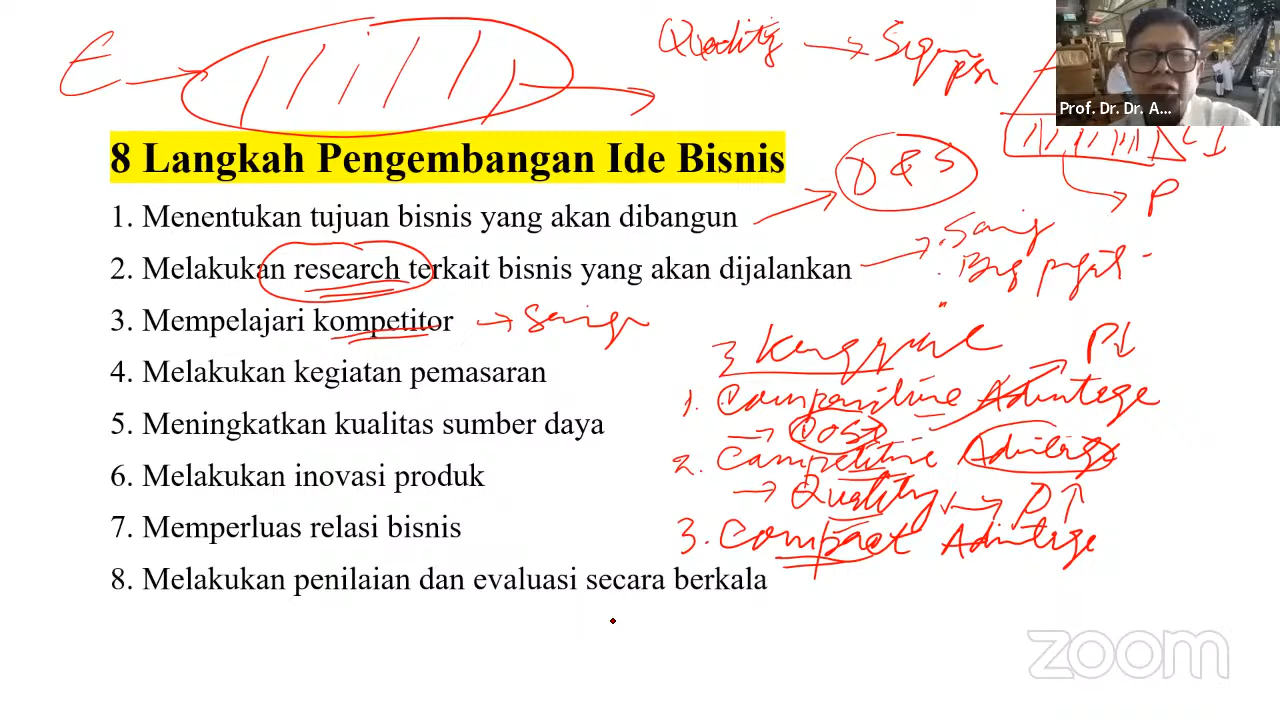 E
Quality →
Prof. Dr. Dr. A...
I
P
8 Langkah Pengembangan Ide Bisnis
D & S
1. Menentukan tujuan bisnis yang akan dibangun
2. Melakukan research terkait bisnis yang akan dijalankan
3. Mempelajari kompetitor
3
P↓
4. Melakukan kegiatan pemasaran
1. Comparative Advantage
→ Cost
5. Meningkatkan kualitas sumber daya
2. Competitive Advantage
6. Melakukan inovasi produk
→ Quality → P↑
7. Memperluas relasi bisnis
3. Compact Advantage
8. Melakukan penilaian dan evaluasi secara berkala
zoom